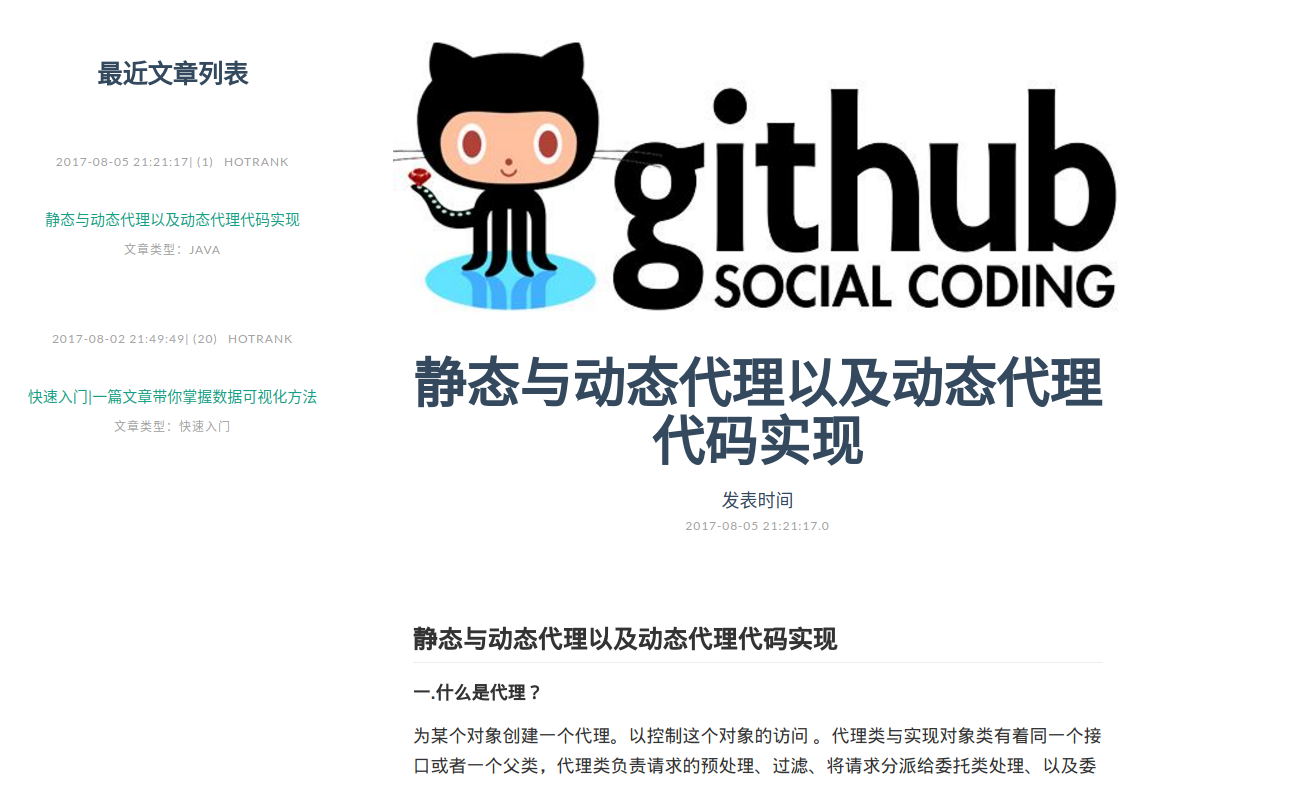 最近文章列表
2017-08-05 21:21:17| (1) HOTRANK
静态与动态代理以及动态代理代码实现
文章类型：JAVA
2017-08-02 21:49:49| (20) HOTRANK
快速入门|一篇文章带你掌握数据可视化方法
文章类型：快速入门
github
SOCIAL CODING
静态与动态代理以及动态代理
代码实现
发表时间
2017-08-05 21:21:17.0
静态与动态代理以及动态代理代码实现
一.什么是代理？
为某个对象创建一个代理。以控制这个对象的访问 。代理类与实现对象类有着同一个接
口或者一个父类，代理类负责请求的预处理、过滤、将请求分派给委托类处理、以及委